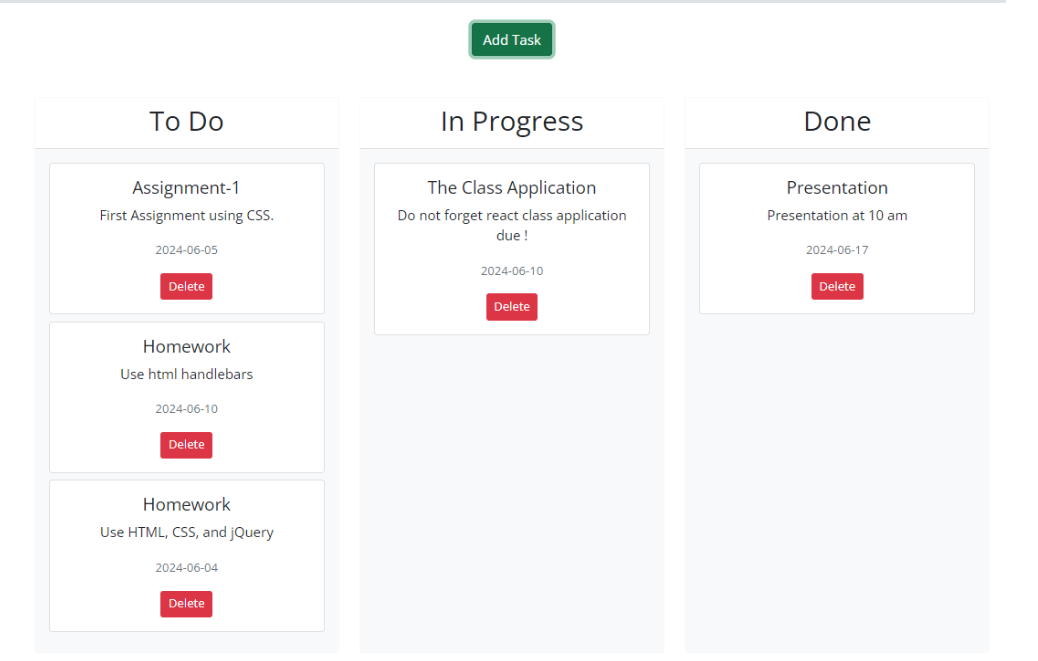 Add Task
To Do
Assignment-1
First Assignment using CSS.
2024-06-05
Delete
Homework
Use html handlebars
2024-06-10
Delete
Homework
Use HTML, CSS, and jQuery
2024-06-04
Delete
In Progress
The Class Application
Do not forget react class application
due !
2024-06-10
Delete
Done
Presentation
Presentation at 10 am
2024-06-17
Delete